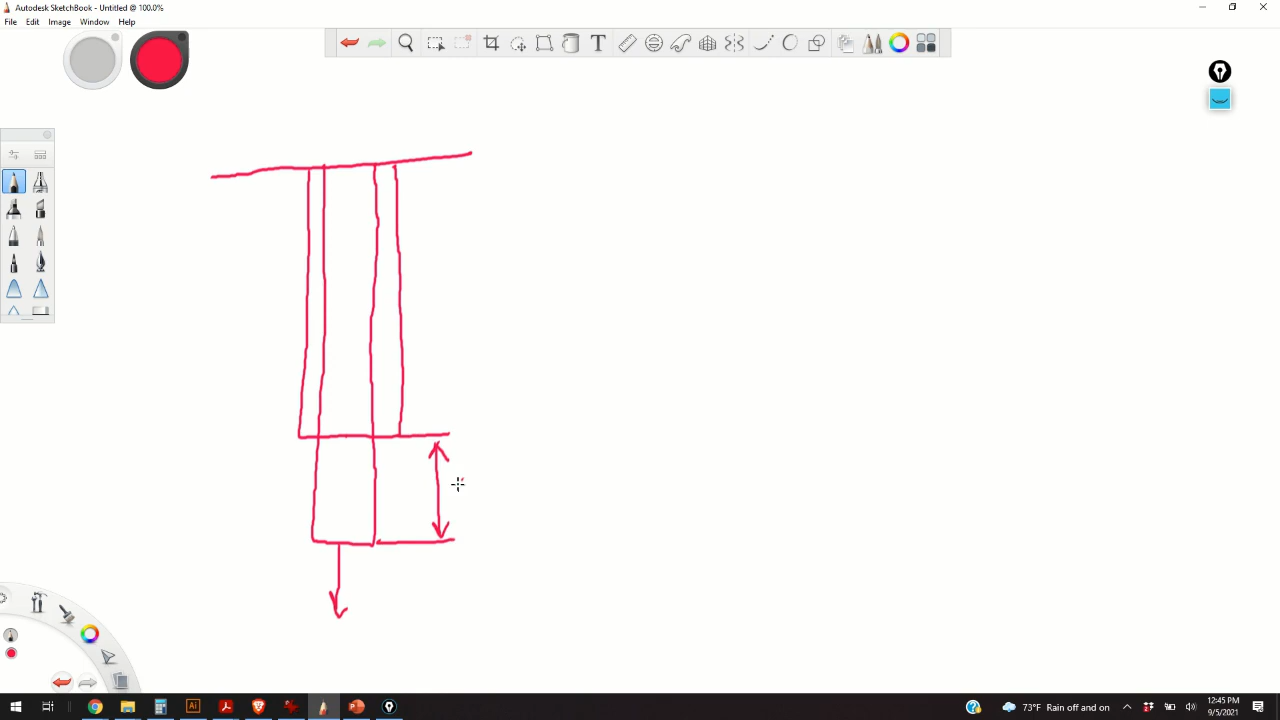 Autodesk SketchBook - Untitled @ 100.0%
File Edit Image Window Help
T
Ai
P
?
73°F Rain off and on
12:45 PM
9/5/2021